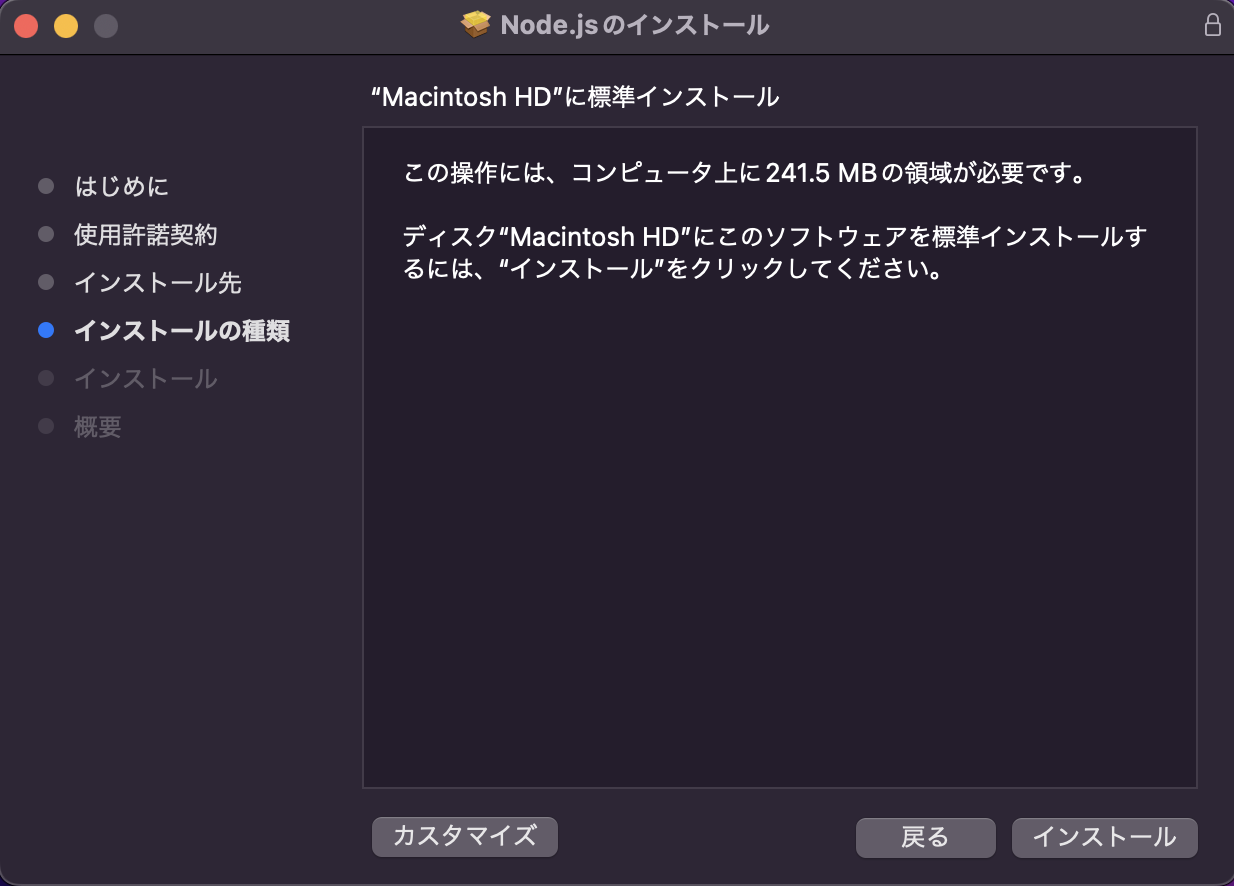 Node.jsのインストール
“Macintosh HD”に標準インストール
はじめに
使用許諾契約
インストール先
インストールの種類
インストール
概要
この操作には、コンピュータ上に241.5 MBの領域が必要です。
ディスク“Macintosh HD”にこのソフトウェアを標準インストールす
るには、“インストール”をクリックしてください。
カスタマイズ
戻る
インストール